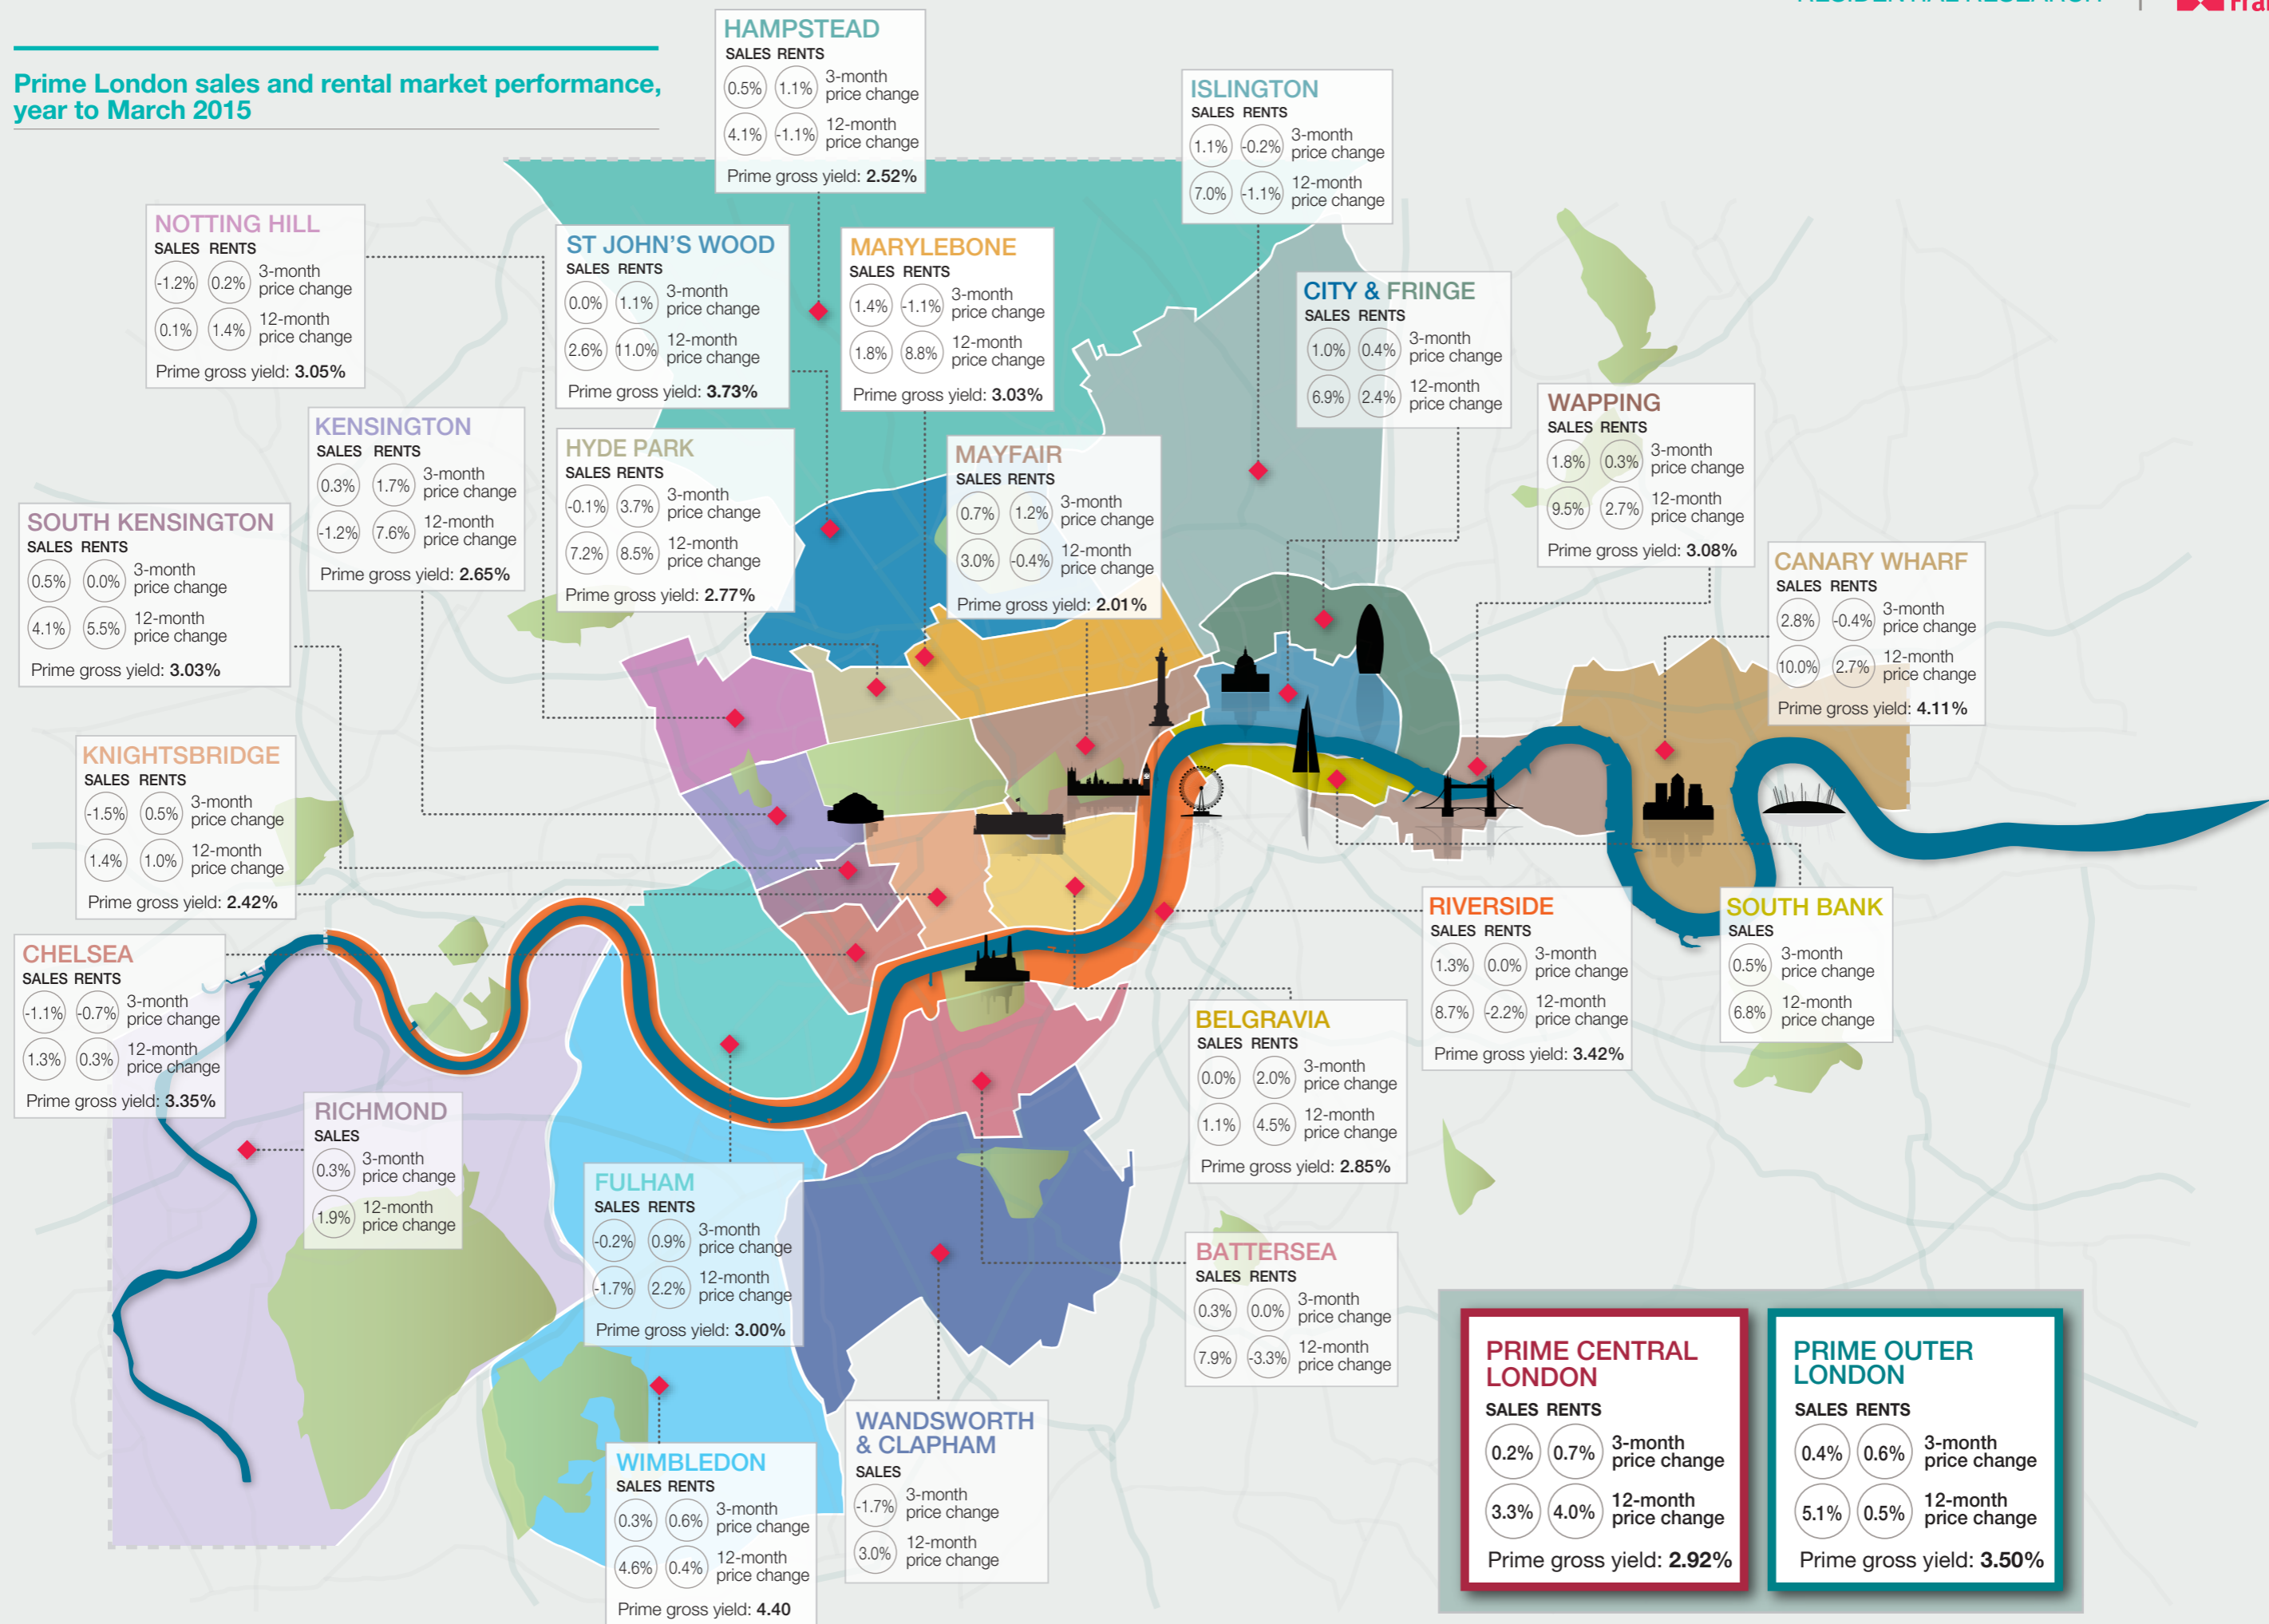 Prime London sales and rental market performance,
year to March 2015
HAMPSTEAD
SALES RENTS
0.5% 1.1% 3-month
price change
4.1% -1.1% 12-month
price change
Prime gross yield: 2.52%
ISLINGTON
SALES RENTS
1.1% -0.2% 3-month
price change
7.0% -1.1% 12-month
price change
NOTTING HILL
SALES RENTS
-1.2% 0.2% 3-month
price change
0.1% 1.4% 12-month
price change
Prime gross yield: 3.05%
ST JOHN'S WOOD
SALES RENTS
0.0% 1.1% 3-month
price change
2.6% 11.0% 12-month
price change
Prime gross yield: 3.73%
MARYLEBONE
SALES RENTS
1.4% -1.1% 3-month
price change
1.8% 8.8% 12-month
price change
Prime gross yield: 3.03%
CITY & FRINGE
SALES RENTS
1.0% 0.4% 3-month
price change
6.9% 2.4% 12-month
price change
WAPPING
SALES RENTS
1.8% 0.3% 3-month
price change
9.5% 2.7% 12-month
price change
Prime gross yield: 3.08%
KENSINGTON
SALES RENTS
0.3% 1.7% 3-month
price change
-1.2% 7.6% 12-month
price change
Prime gross yield: 2.65%
HYDE PARK
SALES RENTS
-0.1% 3.7% 3-month
price change
7.2% 8.5% 12-month
price change
Prime gross yield: 2.77%
MAYFAIR
SALES RENTS
0.7% 1.2% 3-month
price change
3.0% -0.4% 12-month
price change
Prime gross yield: 2.01%
SOUTH KENSINGTON
SALES RENTS
0.5% 0.0% 3-month
price change
4.1% 5.5% 12-month
price change
Prime gross yield: 3.03%
CANARY WHARF
SALES RENTS
2.8% -0.4% 3-month
price change
10.0% 2.7% 12-month
price change
Prime gross yield: 4.11%
KNIGHTSBRIDGE
SALES RENTS
-1.5% 0.5% 3-month
price change
1.4% 1.0% 12-month
price change
Prime gross yield: 2.42%
CHELSEA
SALES RENTS
-1.1% -0.7% 3-month
price change
1.3% 0.3% 12-month
price change
Prime gross yield: 3.35%
RIVERSIDE
SALES RENTS
1.3% 0.0% 3-month
price change
8.7% -2.2% 12-month
price change
Prime gross yield: 3.42%
SOUTH BANK
SALES
0.5% 3-month
price change
6.8% 12-month
price change
BELGRAVIA
SALES RENTS
0.0% 2.0% 3-month
price change
1.1% 4.5% 12-month
price change
Prime gross yield: 2.85%
RICHMOND
SALES
0.3% 3-month
price change
1.9% 12-month
price change
FULHAM
SALES RENTS
-0.2% 0.9% 3-month
price change
-1.7% 2.2% 12-month
price change
Prime gross yield: 3.00%
BATTERSEA
SALES RENTS
0.3% 0.0% 3-month
price change
7.9% -3.3% 12-month
price change
WIMBLEDON
SALES RENTS
0.3% 0.6% 3-month
price change
4.6% 0.4% 12-month
price change
Prime gross yield: 4.40
WANDSWORTH
& CLAPHAM
SALES
-1.7% 3-month
price change
3.0% 12-month
price change
PRIME CENTRAL
LONDON
SALES RENTS
0.2% 0.7% 3-month
price change
3.3% 4.0% 12-month
price change
Prime gross yield: 2.92%
PRIME OUTER
LONDON
SALES RENTS
0.4% 0.6% 3-month
price change
5.1% 0.5% 12-month
price change
Prime gross yield: 3.50%